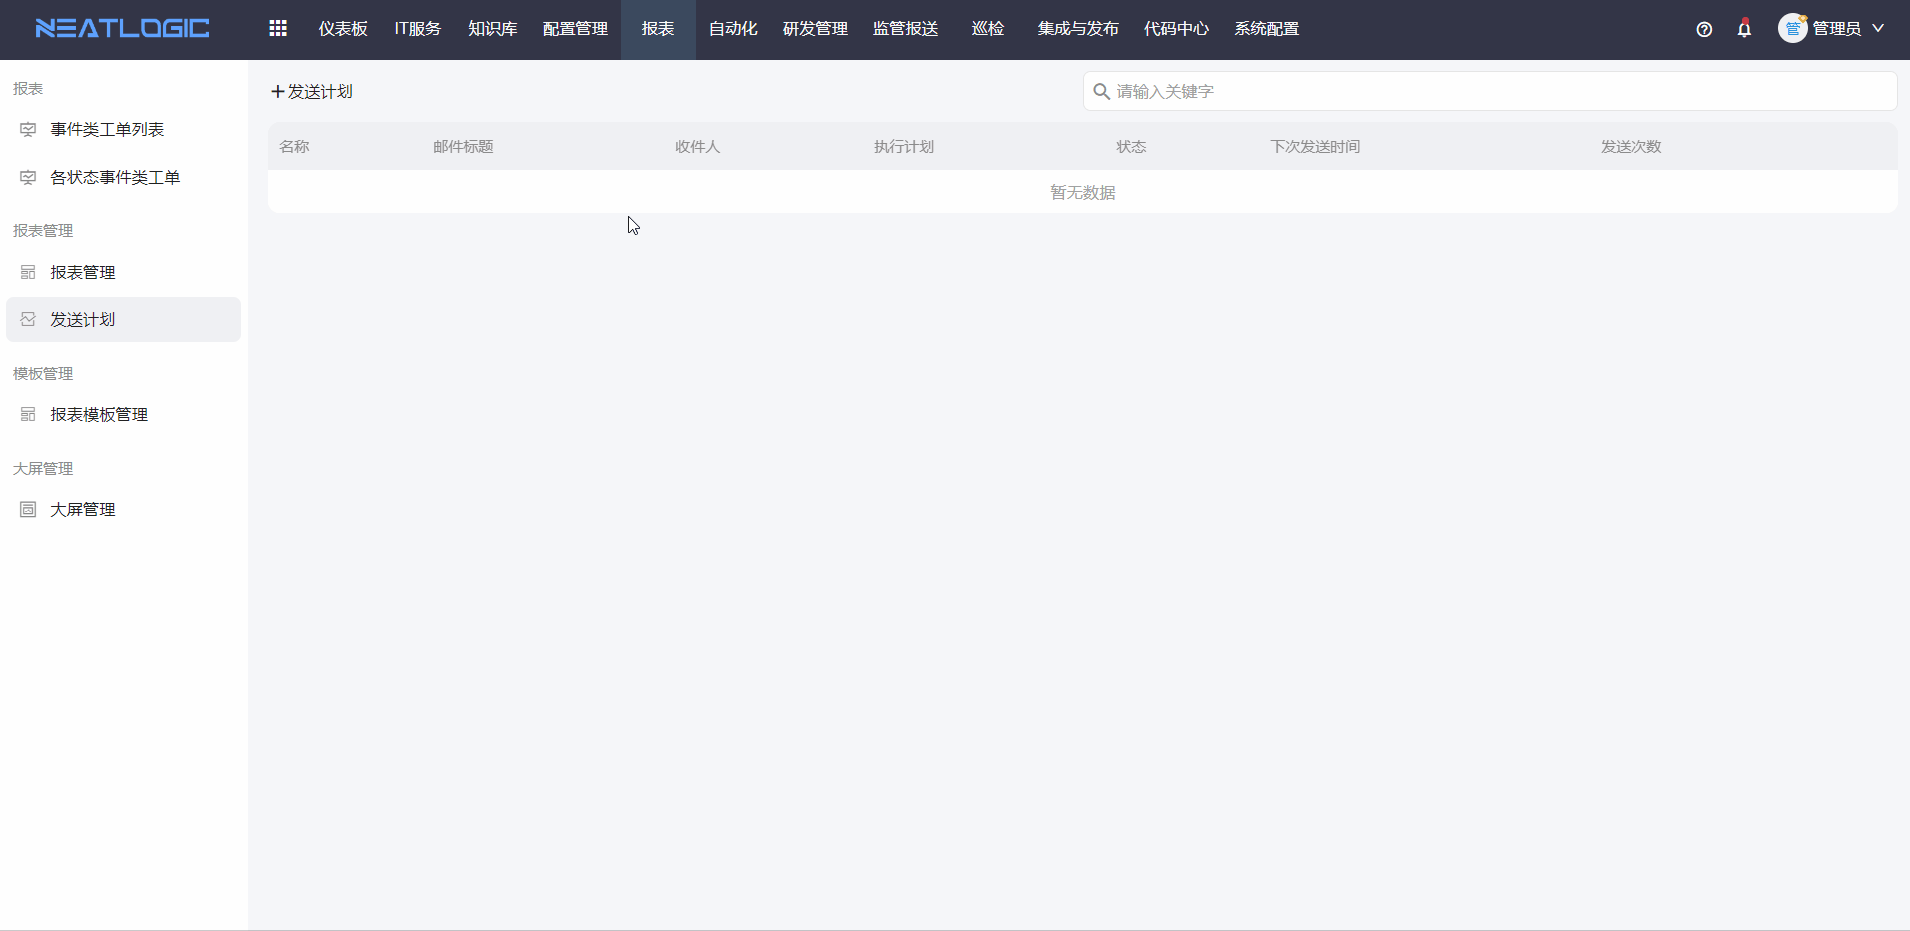 NEATLOGIC 仪表板 IT服务 知识库 配置管理 报表 自动化 研发管理 监管报送 巡检 集成与发布 代码中心 系统配置 管 管理员
报表
事件类工单列表
各状态事件类工单
报表管理
报表管理
发送计划
模板管理
报表模板管理
大屏管理
大屏管理
发送计划 请输入关键字
名称 邮件标题 收件人 执行计划 状态 下次发送时间 发送次数
暂无数据